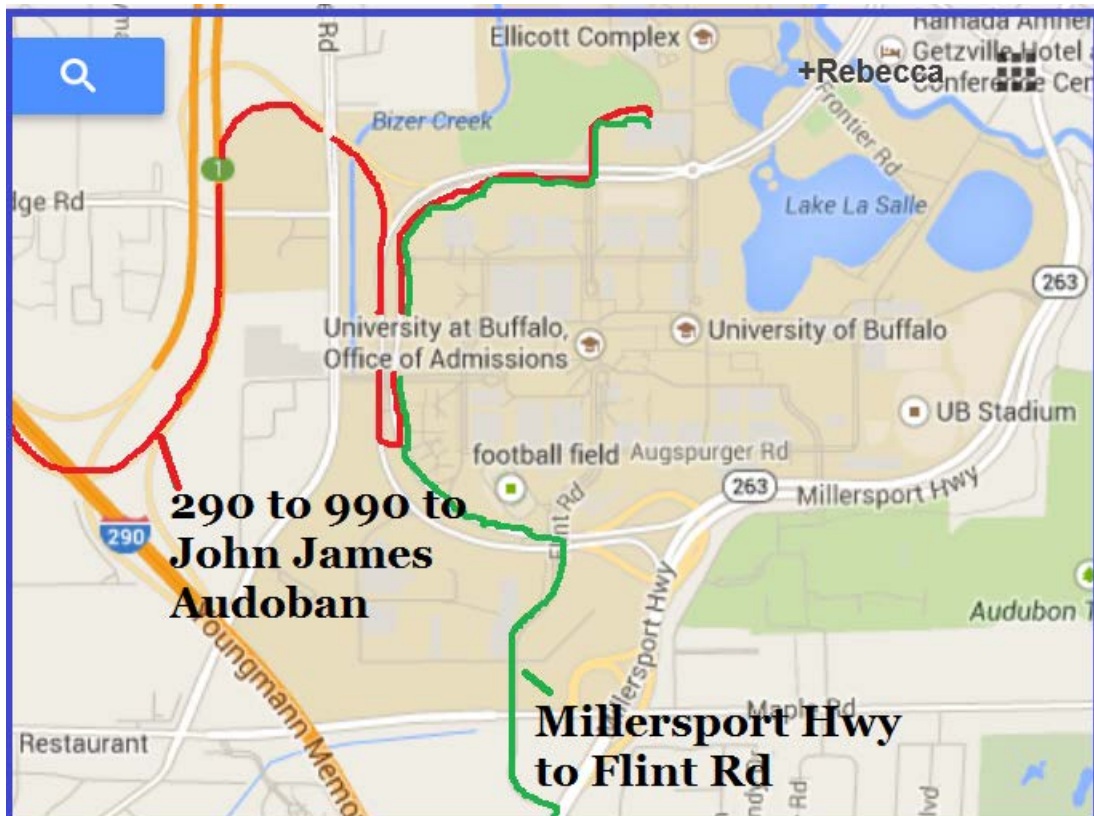 Ellicott Complex
Ramada Amher
Getzville Hotel a
Conference Cen
+Rebecca
Frontier Rd
e Rd
Bizer Creek
1
dge Rd
Lake La Salle
263
University at Buffalo,
Office of Admissions
University of Buffalo
UB Stadium
football field
Augspurger Rd
263
Millersport Hwy
Flint Rd
290 to 990 to
John James
Audoban
290
Millersport Hwy
Audubon T
Youngmann Memo
Maple Rd
Millersport Hwy
to Flint Rd
Restaurant
Rd
lvd